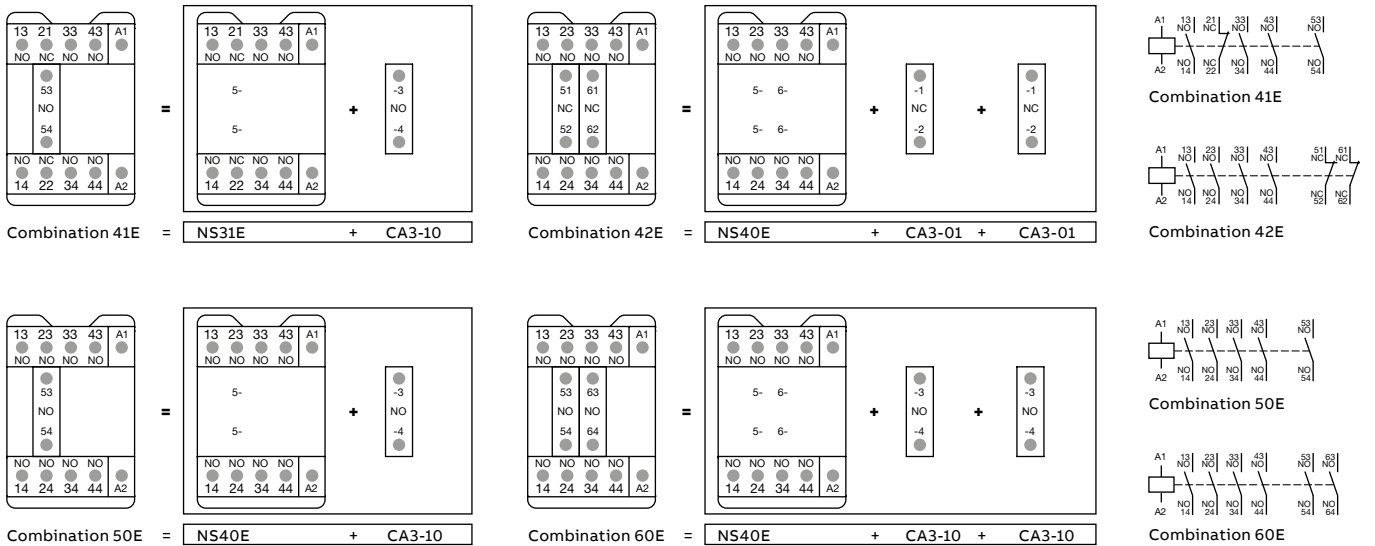 13 21 33 43 A1
NO NC NO NO
53
NO
54
NO NC NO NO
14 22 34 44 A2
=
13 21 33 43 A1
NO NC NO NO
5-
5-
NO NC NO NO
14 22 34 44 A2
+
-3
NO
-4
Combination 41E = NS31E + CA3-10
13 23 33 43 A1
NO NO NO NO
51 61
NC NC
52 62
NO NO NO NO
14 24 34 44 A2
=
13 23 33 43 A1
NO NO NO NO
5- 6-
5- 6-
NO NO NO NO
14 24 34 44 A2
+
-1
NC
-2
+
-1
NC
-2
Combination 42E = NS40E + CA3-01 + CA3-01
A1 13 21 33 43 53
NO NC NO NO NO
NO NC NO NO NO
A2 14 22 34 44 54
Combination 41E
A1 13 23 33 43 51 61
NO NO NO NO NC NC
NO NO NO NO NC NC
A2 14 24 34 44 52 62
Combination 42E
13 23 33 43 A1
NO NO NO NO
53
NO
54
NO NO NO NO
14 24 34 44 A2
=
13 23 33 43 A1
NO NO NO NO
5-
5-
NO NO NO NO
14 24 34 44 A2
+
-3
NO
-4
Combination 50E = NS40E + CA3-10
13 23 33 43 A1
NO NO NO NO
53 63
NO NO
54 64
NO NO NO NO
14 24 34 44 A2
=
13 23 33 43 A1
NO NO NO NO
5- 6-
5- 6-
NO NO NO NO
14 24 34 44 A2
+
-3
NO
-4
+
-3
NO
-4
Combination 60E = NS40E + CA3-10 + CA3-10
A1 13 23 33 43 53
NO NO NO NO NO
NO NO NO NO NO
A2 14 24 34 44 54
Combination 50E
A1 13 23 33 43 53 63
NO NO NO NO NO NO
NO NO NO NO NO NO
A2 14 24 34 44 54 64
Combination 60E